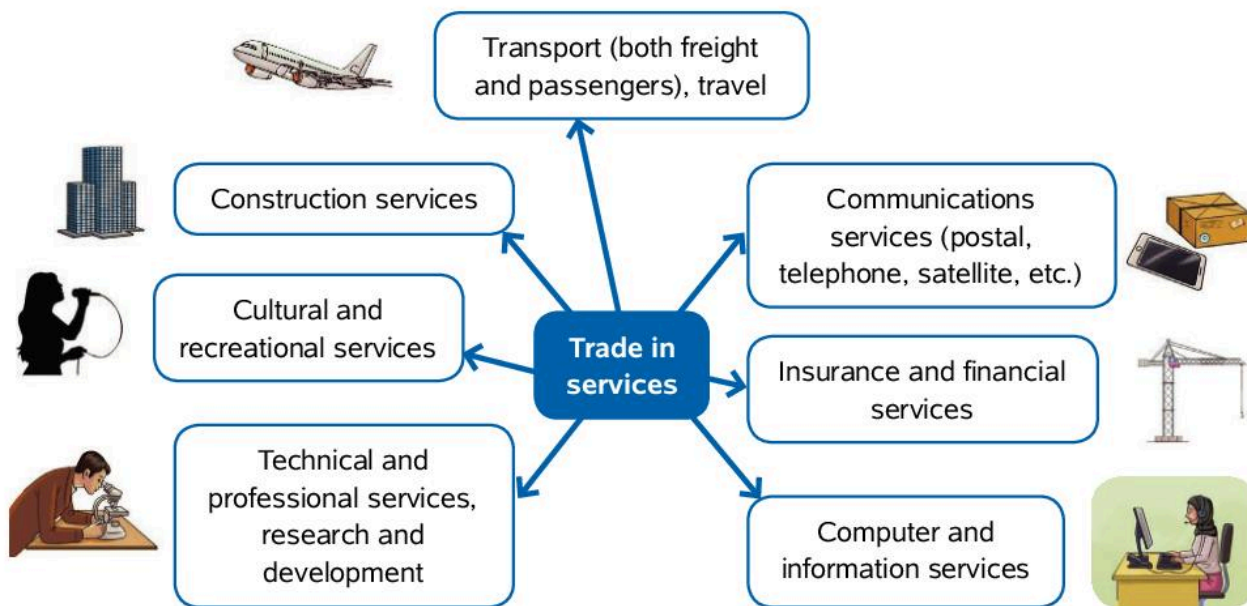 Transport (both freight
and passengers), travel
Construction services
Communications
services (postal,
telephone, satellite, etc.)
Cultural and
recreational services
Trade in
services
Insurance and financial
services
Technical and
professional services,
research and
development
Computer and
information services